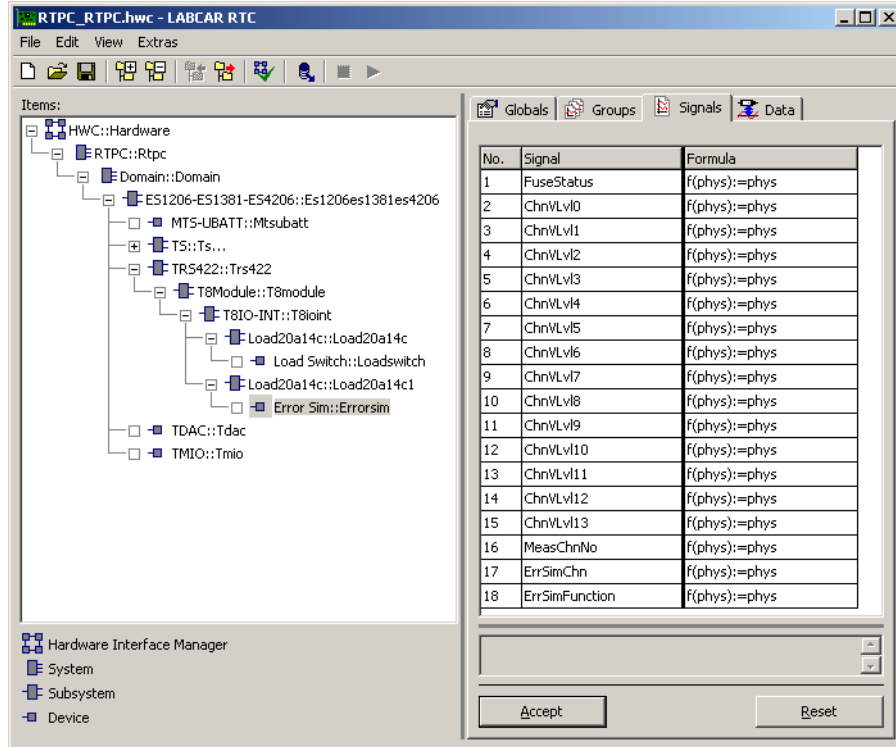 RTPC_RTPC.hwc - LABCAR RTC
File Edit View Extras
Items:
HWC::Hardware
RTPC::Rtpc
Domain::Domain
ES1206-ES1381-ES4206::Es1206es1381es4206
MTS-UBATT::Mtsubatt
TS::Ts...
TRS422::Trs422
T8Module::T8module
T8IO-INT::T8ioint
Load20a14c::Load20a14c
Load Switch::Loadswitch
Load20a14c::Load20a14c1
Error Sim::Errorsim
TDAC::Tdac
TMIO::Tmio
Hardware Interface Manager
System
Subsystem
Device
Globals Groups Signals Data
No. Signal Formula
1 FuseStatus f(phys):=phys
2 ChnVLvl0 f(phys):=phys
3 ChnVLvl1 f(phys):=phys
4 ChnVLvl2 f(phys):=phys
5 ChnVLvl3 f(phys):=phys
6 ChnVLvl4 f(phys):=phys
7 ChnVLvl5 f(phys):=phys
8 ChnVLvl6 f(phys):=phys
9 ChnVLvl7 f(phys):=phys
10 ChnVLvl8 f(phys):=phys
11 ChnVLvl9 f(phys):=phys
12 ChnVLvl10 f(phys):=phys
13 ChnVLvl11 f(phys):=phys
14 ChnVLvl12 f(phys):=phys
15 ChnVLvl13 f(phys):=phys
16 MeasChnNo f(phys):=phys
17 ErrSimChn f(phys):=phys
18 ErrSimFunction f(phys):=phys
Accept Reset